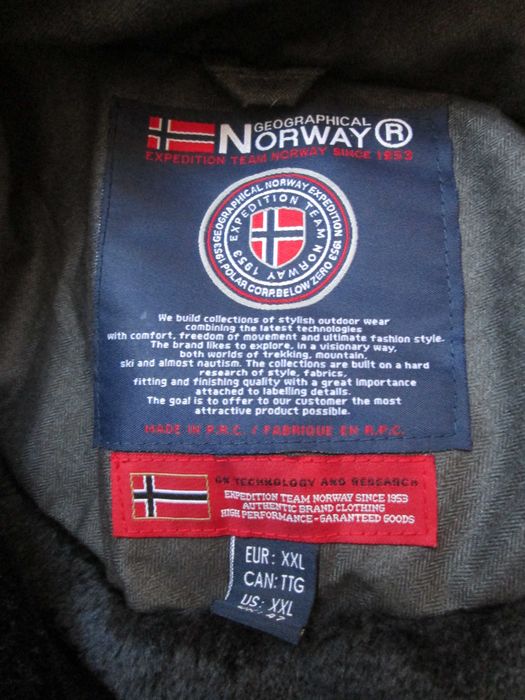 GEOGRAPHICAL
NORWAY ®
EXPEDITION TEAM NORWAY SINCE 1953
GEOGRAPHICAL NORWAY EXPEDITION 1953
POLAR CORP. BELOW ZERO 1953
EXPEDITION TEAM NORWAY 1953
We build collections of stylish outdoor wear
combining the latest technologies
with comfort, freedom of movement and ultimate fashion style.
The brand likes to explore, in a visionary way,
both worlds of trekking, mountain,
ski and almost nautism. The collections are built on a hard
research of style, fabrics,
fitting and finishing quality with a great importance
attached to labelling details.
The goal is to offer to our customer the most
attractive product possible.
MADE IN P.R.C. / FABRIQUE EN R.P.C.
GN TECHNOLOGY AND RESEARCH
EXPEDITION TEAM NORWAY SINCE 1953
AUTHENTIC BRAND CLOTHING
HIGH PERFORMANCE - GARANTEED GOODS
EUR: XXL
CAN: TTG
US: XXL